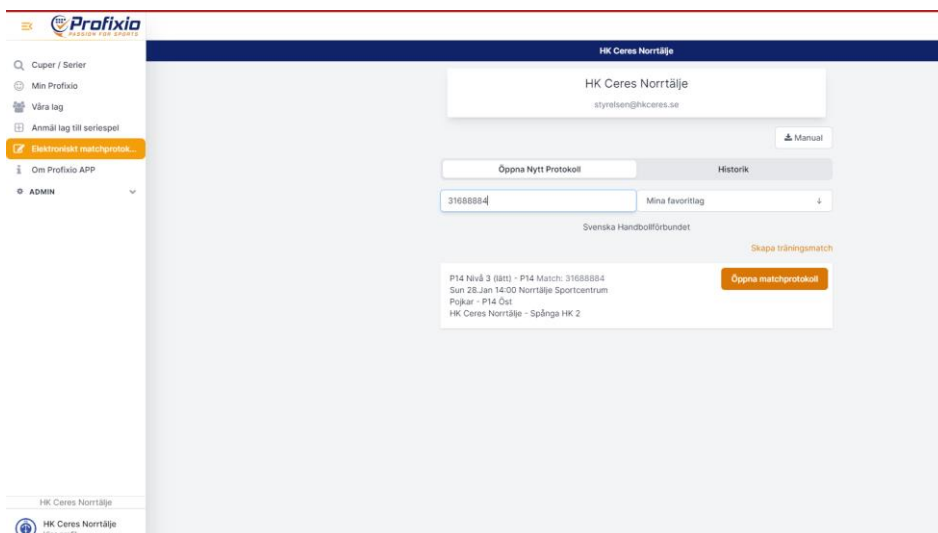 Profixio
PASSION FOR SPORTS
HK Ceres Norrtälje
Cuper / Serier
Min Profixio
Våra lag
Anmäl lag till seriespel
Elektroniskt matchprotok...
Om Profixio APP
ADMIN
HK Ceres Norrtälje
styrelsen@hkceres.se
Manual
Öppna Nytt Protokoll
Historik
31688884
Mina favoritlag
Svenska Handbollförbundet
Skapa träningsmatch
P14 Nivå 3 (lätt) - P14 Match: 31688884
Sun 28.Jan 14:00 Norrtälje Sportcentrum
Pojkar - P14 Öst
HK Ceres Norrtälje - Spånga HK 2
Öppna matchprotokoll
HK Ceres Norrtälje
HK Ceres Norrtälje